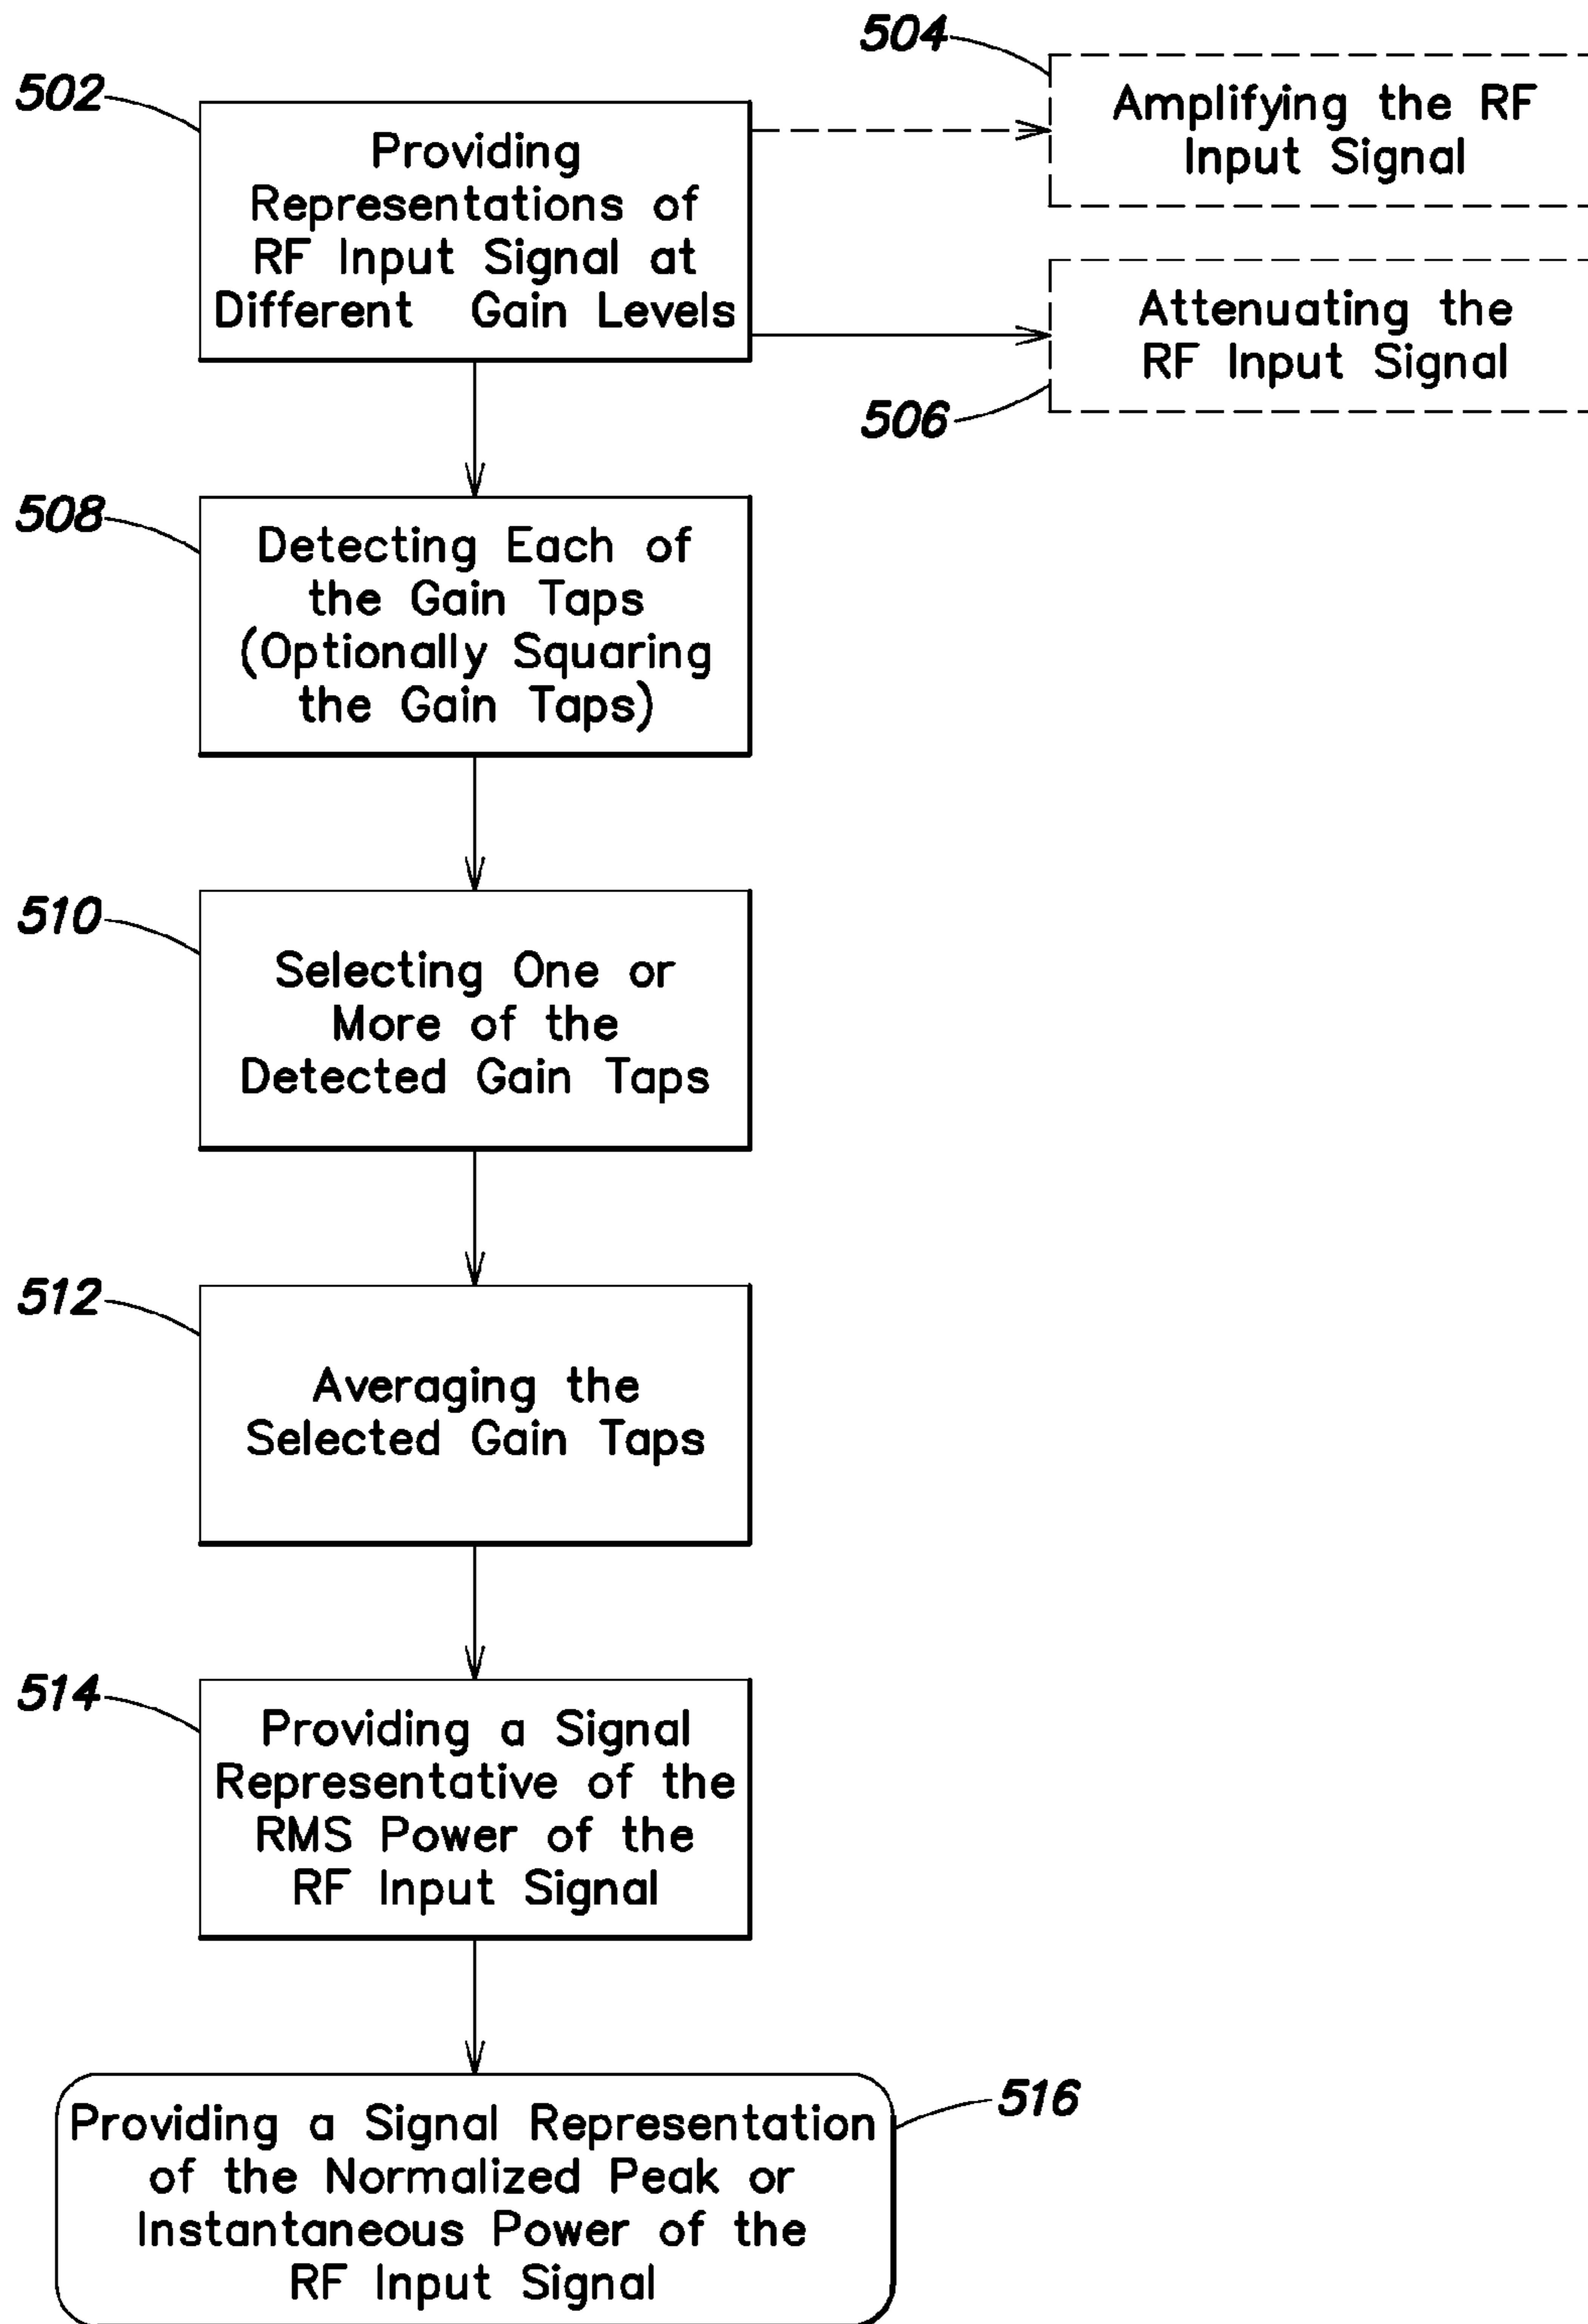 504
Amplifying the RF
Input Signal
502
Providing
Representations of
RF Input Signal at
Different Gain Levels
Attenuating the
RF Input Signal
506
508
Detecting Each of
the Gain Taps
(Optionally Squaring
the Gain Taps)
510
Selecting One or
More of the
Detected Gain Taps
512
Averaging the
Selected Gain Taps
514
Providing a Signal
Representative of the
RMS Power of the
RF Input Signal
516
Providing a Signal Representation
of the Normalized Peak or
Instantaneous Power of the
RF Input Signal